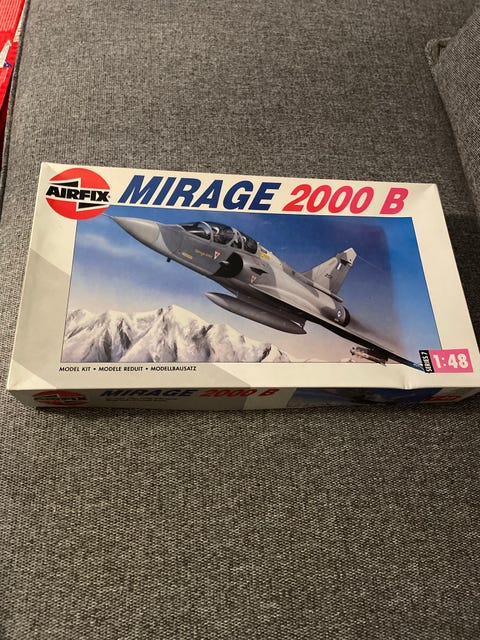 AIRFIX
MIRAGE 2000 B
MODEL KIT • MODELE REDUIT • MODELLBAUSATZ
SERIES 7
1:48
MIRAGE 2000 B